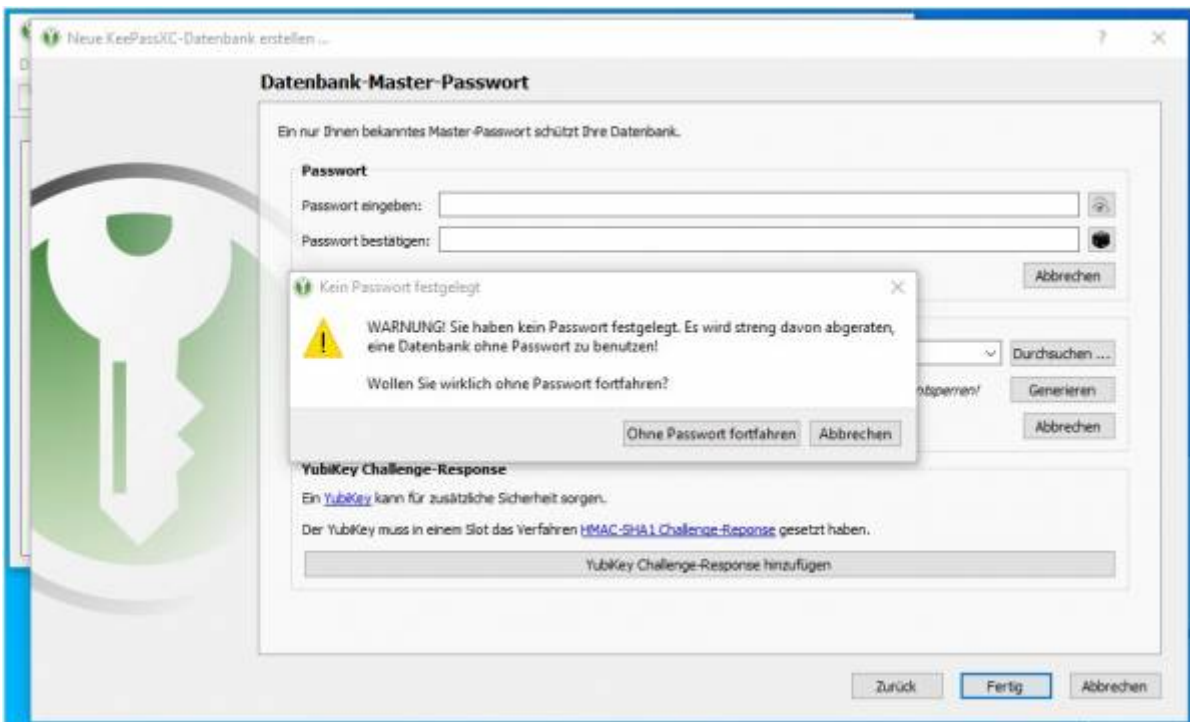 Neue KeePassXC-Datenbank erstellen ...
Datenbank-Master-Passwort
Ein nur Ihnen bekanntes Master-Passwort schützt Ihre Datenbank.
Passwort
Passwort eingeben:
Passwort bestätigen:
Abbrechen
Kein Passwort festgelegt
WARNUNG! Sie haben kein Passwort festgelegt. Es wird streng davon abgeraten,
eine Datenbank ohne Passwort zu benutzen!
Wollen Sie wirklich ohne Passwort fortfahren?
Ohne Passwort fortfahren Abbrechen
Durchsuchen ...
Generieren
Abbrechen
YubiKey Challenge-Response
Ein YubiKey kann für zusätzliche Sicherheit sorgen.
Der YubiKey muss in einem Slot das Verfahren HMAC-SHA1 Challenge-Reponse gesetzt haben.
YubiKey Challenge-Response hinzufügen
Zurück Fertig Abbrechen